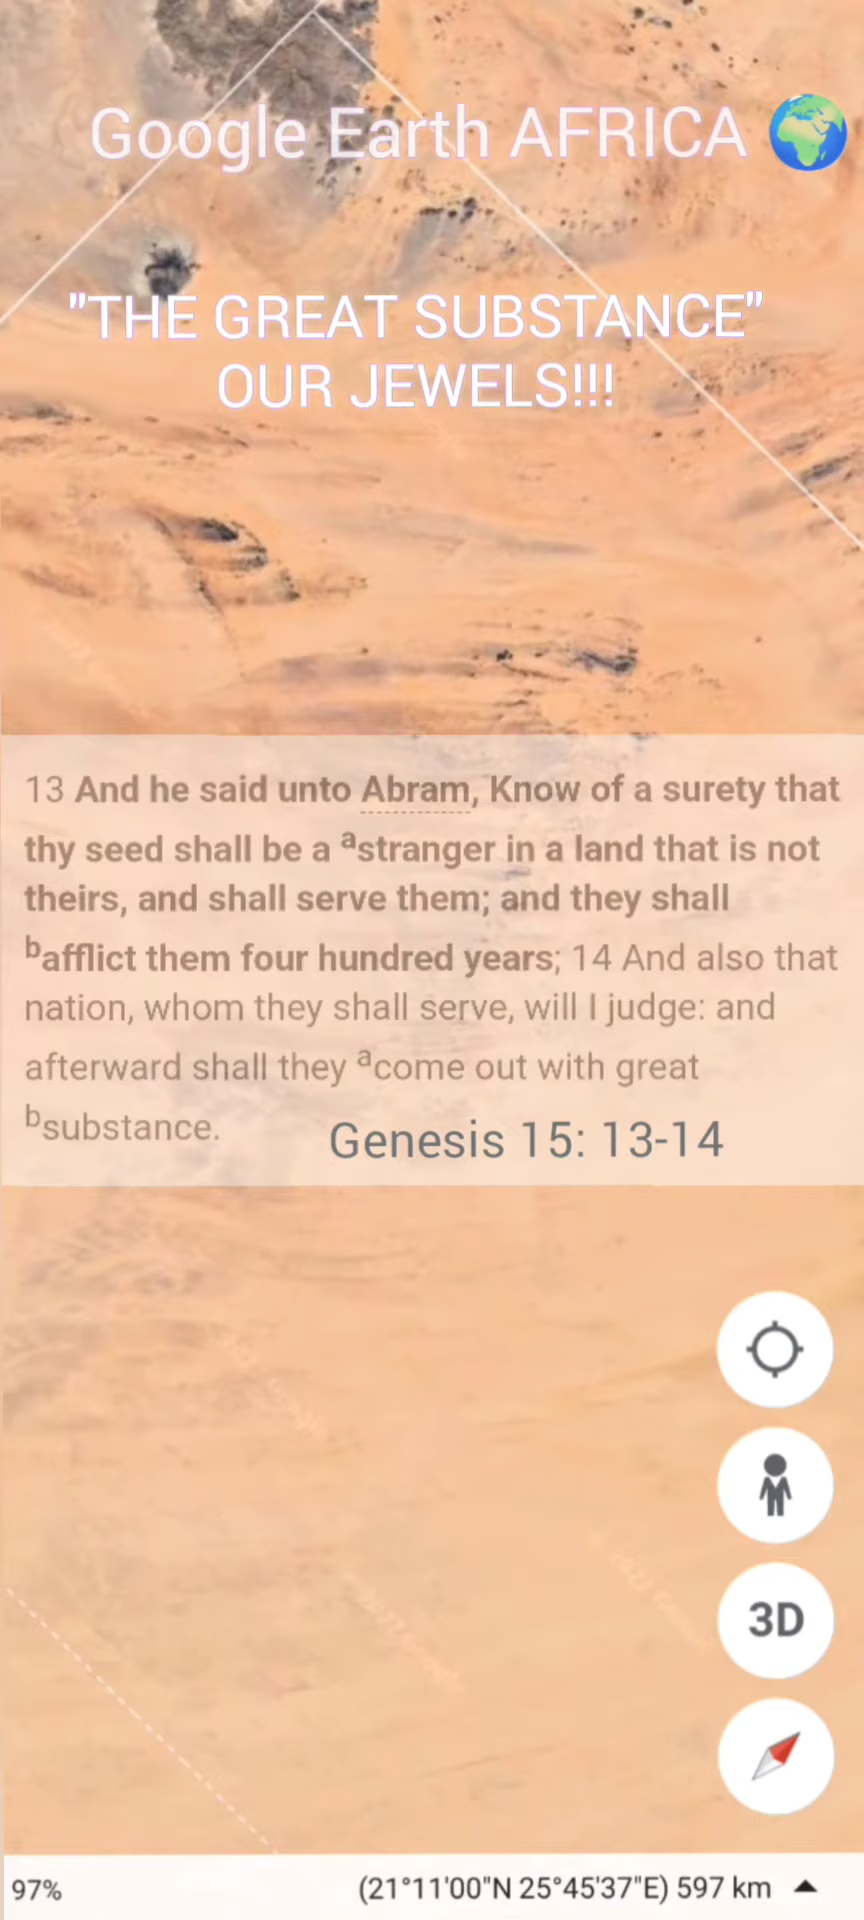 Google Earth AFRICA 🌍
"THE GREAT SUBSTANCE"
OUR JEWELS!!!
13 And he said unto Abram, Know of a surety that
thy seed shall be a ᵃstranger in a land that is not
theirs, and shall serve them; and they shall
ᵇafflict them four hundred years; 14 And also that
nation, whom they shall serve, will I judge: and
afterward shall they ᵃcome out with great
ᵇsubstance.
Genesis 15: 13-14
3D
97%
(21°11'00"N 25°45'37"E) 597 km